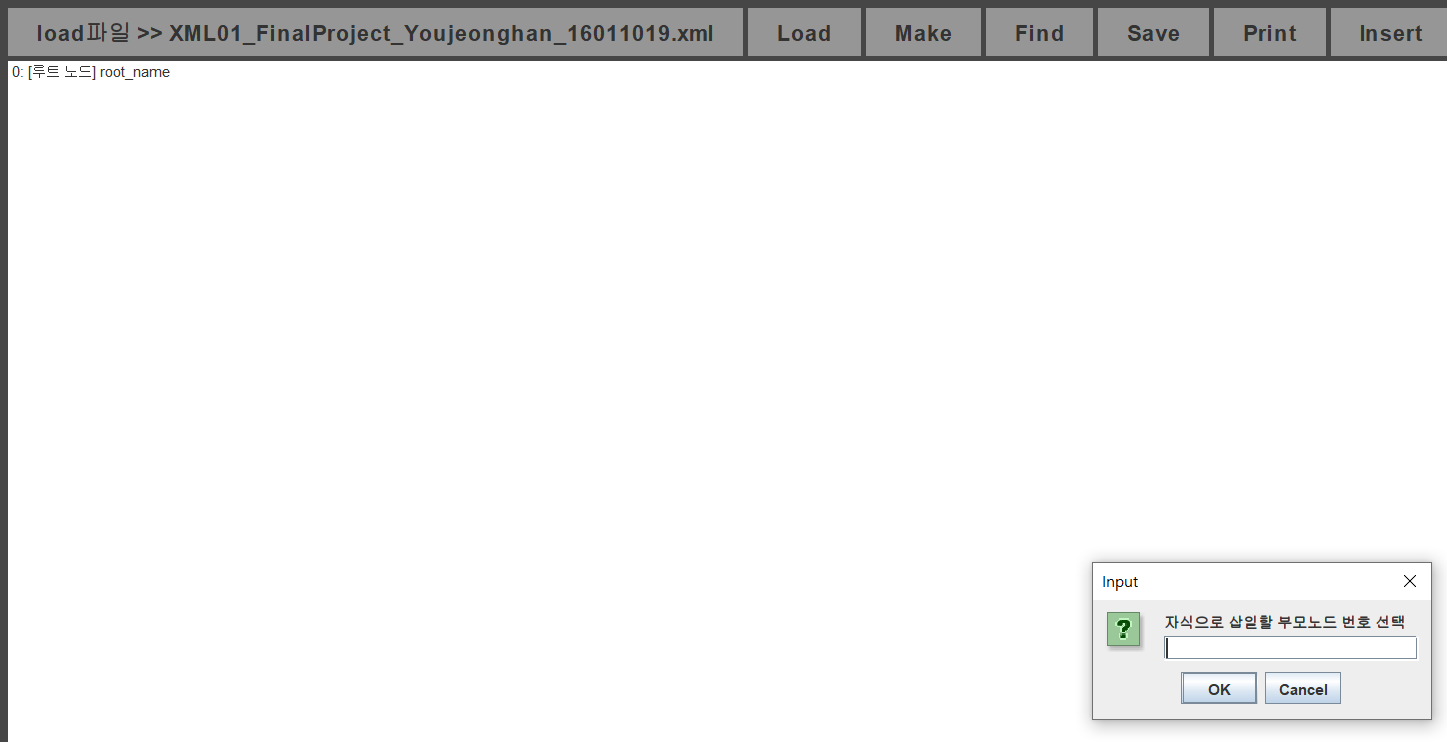 load파일 >> XML01_FinalProject_Youjeonghan_16011019.xml Load Make Find Save Print Insert
0: [루트 노드] root_name
Input
?
자식으로 삽일할 부모노드 번호 선택
OK Cancel